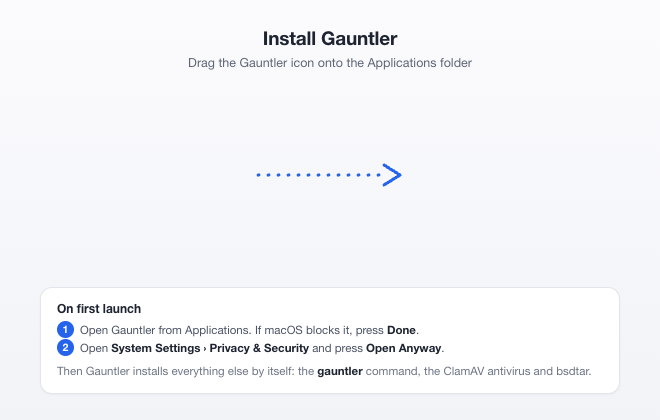 Install Gauntler
Drag the Gauntler icon onto the Applications folder
On first launch
1 Open Gauntler from Applications. If macOS blocks it, press Done.
2 Open System Settings › Privacy & Security and press Open Anyway.
Then Gauntler installs everything else by itself: the gauntler command, the ClamAV antivirus and bsdtar.